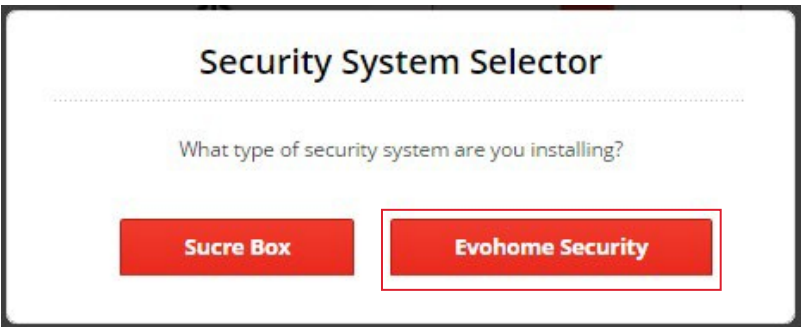 Security System Selector
What type of security system are you installing?
Sucre Box
Evohome Security